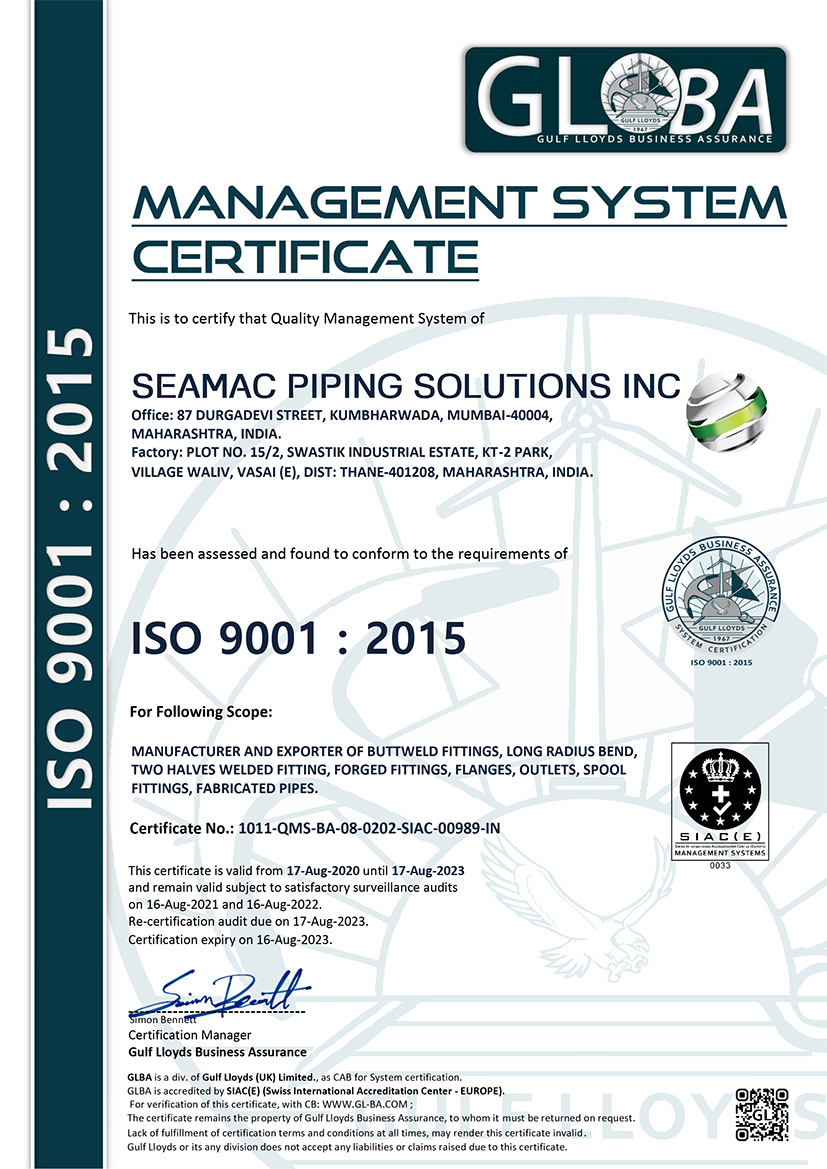 GLOBA
GULF LLOYDS
1967
GULF LLOYDS BUSINESS ASSURANCE
MANAGEMENT SYSTEM
CERTIFICATE
ISO 9001 : 2015
This is to certify that Quality Management System of
SEAMAC PIPING SOLUTIONS INC
Office: 87 DURGADEVI STREET, KUMBHARWADA, MUMBAI-40004,
MAHARASHTRA, INDIA.
Factory: PLOT NO. 15/2, SWASTIK INDUSTRIAL ESTATE, KT-2 PARK,
VILLAGE WALIV, VASAI (E), DIST: THANE-401208, MAHARASHTRA, INDIA.
Has been assessed and found to conform to the requirements of
GULF LLOYDS BUSINESS ASSURANCE
GULF LLOYDS
1967
SYSTEM CERTIFICATION
ISO 9001 : 2015
ISO 9001 : 2015
For Following Scope:
MANUFACTURER AND EXPORTER OF BUTTWELD FITTINGS, LONG RADIUS BEND,
TWO HALVES WELDED FITTING, FORGED FITTINGS, FLANGES, OUTLETS, SPOOL
FITTINGS, FABRICATED PIPES.
Certificate No.: 1011-QMS-BA-08-0202-SIAC-00989-IN
SIAC(E)
MANAGEMENT SYSTEMS
0033
This certificate is valid from 17-Aug-2020 until 17-Aug-2023
and remain valid subject to satisfactory surveillance audits
on 16-Aug-2021 and 16-Aug-2022.
Re-certification audit due on 17-Aug-2023.
Certification expiry on 16-Aug-2023.
Simon Bennett
Simon Bennett
Certification Manager
Gulf Lloyds Business Assurance
GLBA is a div. of Gulf Lloyds (UK) Limited., as CAB for System certification.
GLBA is accredited by SIAC(E) (Swiss International Accreditation Center - EUROPE).
For verification of this certificate, with CB: WWW.GL-BA.COM ;
The certificate remains the property of Gulf Lloyds Business Assurance, to whom it must be returned on request.
Lack of fulfillment of certification terms and conditions at all times, may render this certificate invalid.
Gulf Lloyds or its any division does not accept any liabilities or claims raised due to this certificate.
GL
GULF LLOYDS